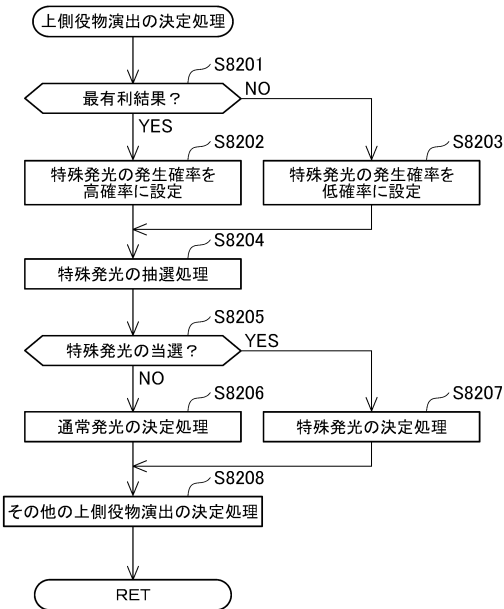 上側役物演出の決定処理
S8201
最有利結果？
NO
YES
S8202
特殊発光の発生確率を
高確率に設定
S8203
特殊発光の発生確率を
低確率に設定
S8204
特殊発光の抽選処理
S8205
特殊発光の当選？
YES
NO
S8206
通常発光の決定処理
S8207
特殊発光の決定処理
S8208
その他の上側役物演出の決定処理
RET